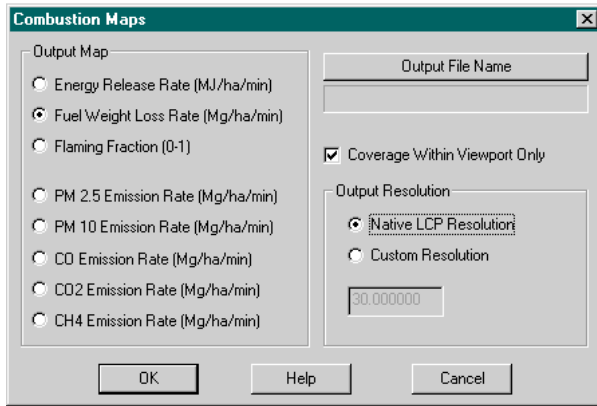 Combustion Maps
Output Map
Energy Release Rate (MJ/ha/min)
Fuel Weight Loss Rate (Mg/ha/min)
Flaming Fraction (0-1)
PM 2.5 Emission Rate (Mg/ha/min)
PM 10 Emission Rate (Mg/ha/min)
CO Emission Rate (Mg/ha/min)
CO2 Emission Rate (Mg/ha/min)
CH4 Emission Rate (Mg/ha/min)
Output File Name
Coverage Within Viewport Only
Output Resolution
Native LCP Resolution
Custom Resolution
30.000000
OK
Help
Cancel